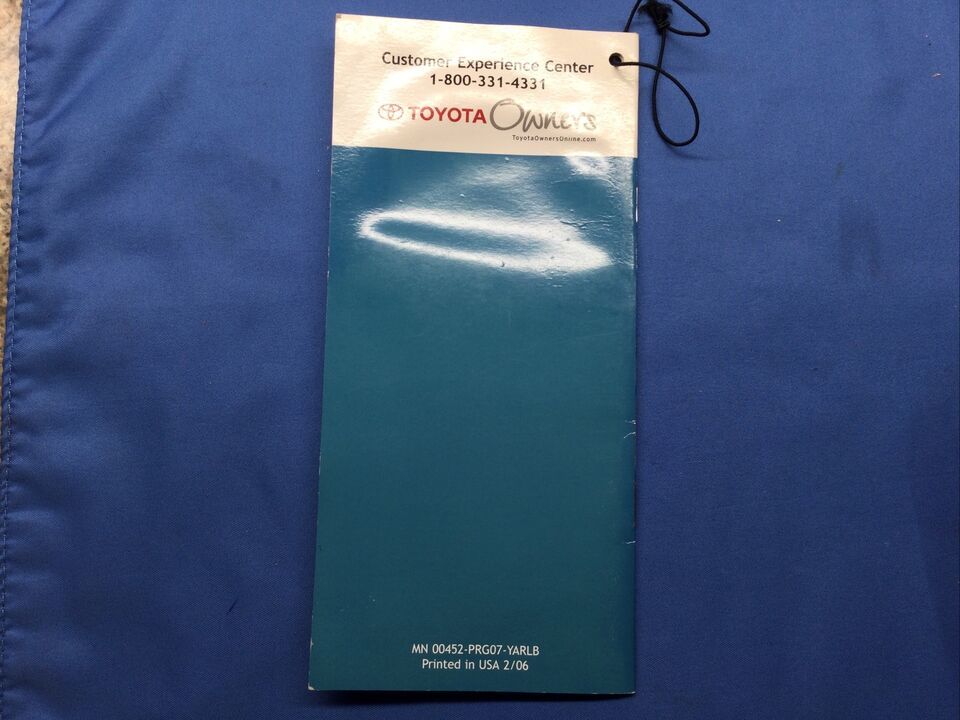 Customer Experience Center
1-800-331-4331
TOYOTA Owners
ToyotaOwnersOnline.com
MN 00452-PRG07-YARLB
Printed in USA 2/06